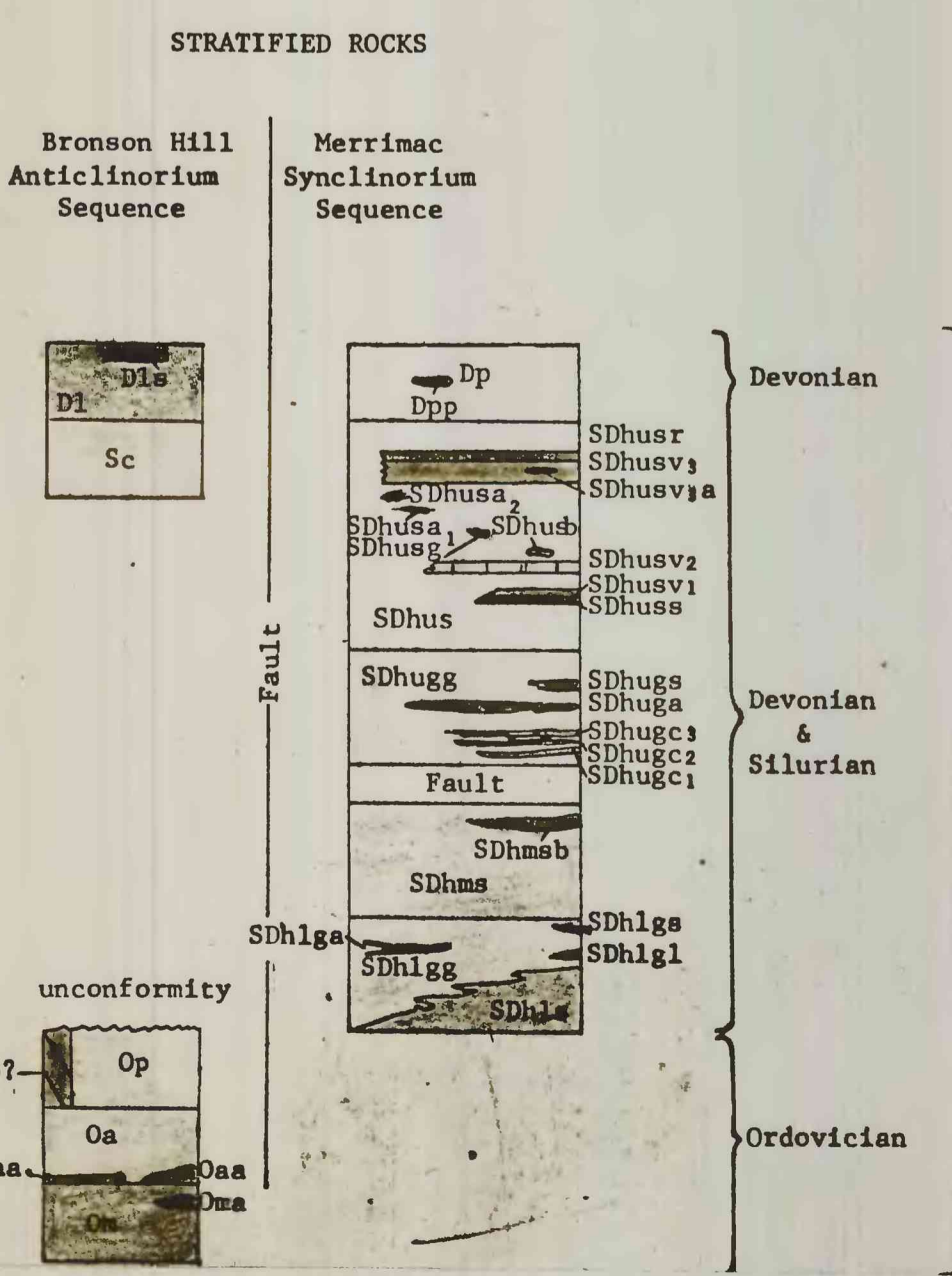 STRATIFIED ROCKS
Bronson Hill
Anticlinorium
Sequence
Merrimac
Synclinorium
Sequence
Dls
Dl
Sc
Fault
Dp
Dpp
SDhusr
SDhusv3
SDhusv3a
SDhusa2
SDhusa1
SDhusg
SDhusb
SDhusv2
SDhusv1
SDhuss
SDhus
SDhugg
SDhugs
SDhuga
SDhugc3
SDhugc2
SDhugc1
Fault
SDhmsb
SDhms
SDhlgs
SDhlga
SDhlgl
SDhlgg
SDhls
Devonian
Devonian
&
Silurian
Ordovician
unconformity
?
Op
Oa
Oaa
Oma
Om